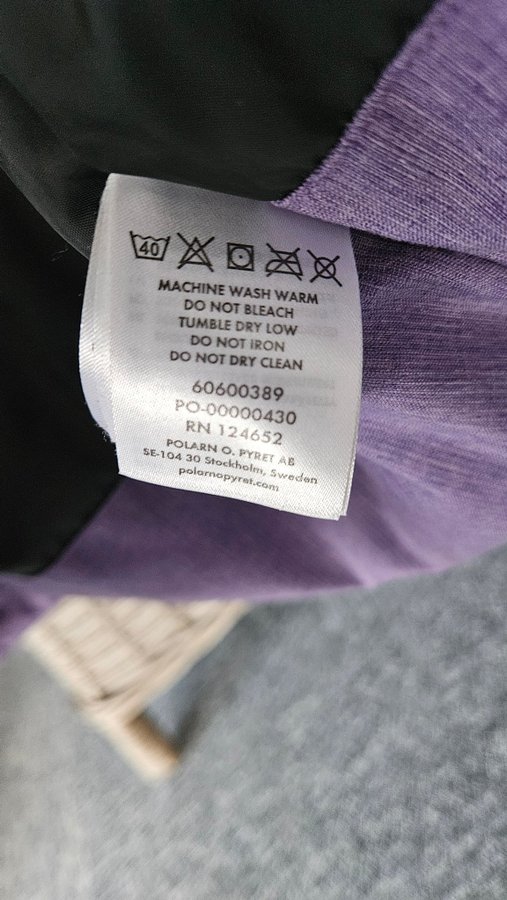 40
MACHINE WASH WARM
DO NOT BLEACH
TUMBLE DRY LOW
DO NOT IRON
DO NOT DRY CLEAN
60600389
PO-00000430
RN 124652
POLARN O. PYRET AB
SE-104 30 Stockholm, Sweden
polarnopyret.com